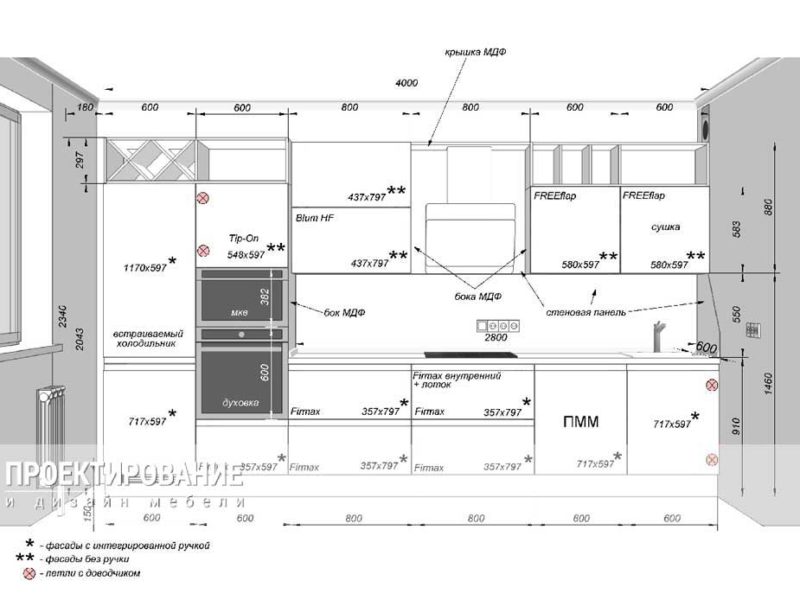 крышка МДФ
4000
180
600
600
800
800
600
600
297
437x797 **
FREEflap
FREEflap
сушка
880
583
Blum HF
Tip-On
548x597 **
1170x597 *
437x797 **
580x597 **
580x597 **
382
мкв
бок МДФ
бока МДФ
стеновая панель
550
2340
2043
встраиваемый
холодильник
2800
600
600
духовка
1460
910
Firmax внутренний
+ лоток
717x597 *
Firmax
357x797 *
Firmax
357x797 *
ПММ
717x597 *
357x597 *
Firmax
357x797 *
Firmax
357x797 *
717x597 *
ПРОЕКТИРОВАНИЕ
и дизайн мебели
150
600
600
800
800
600
600
* - фасады с интегрированной ручкой
** - фасады без ручки
- петли с доводчиком